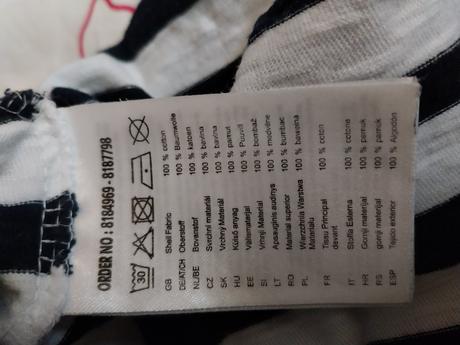 ORDER NO : 8184969 - 8187798
30
GB Shell Fabric 100 % cotton
DE/AT/CH Oberstoff 100 % Baumwolle
NL/BE Bovenstof 100 % katoen
CZ Svrchní materiál 100 % bavlna
SK Vrchný Materiál 100 % bavlna
HU Külső anyag 100 % pamut
EE Välismaterjal 100 % Puuvill
SI Vrhnji Material 100 % bombaž
LT Apsauginis audinys 100 % medvilnė
RO Material superior 100 % bumbac
PL Wierzchnia Warstwa Materiału 100 % bawełna
FR Tissu Principal Devant 100 % coton
IT Stoffa Esterna 100 % cotone
HR Gornji materijal 100 % pamuk
RS gornji materijal 100 % pamuk
ESP Tejido exterior 100 % algodón